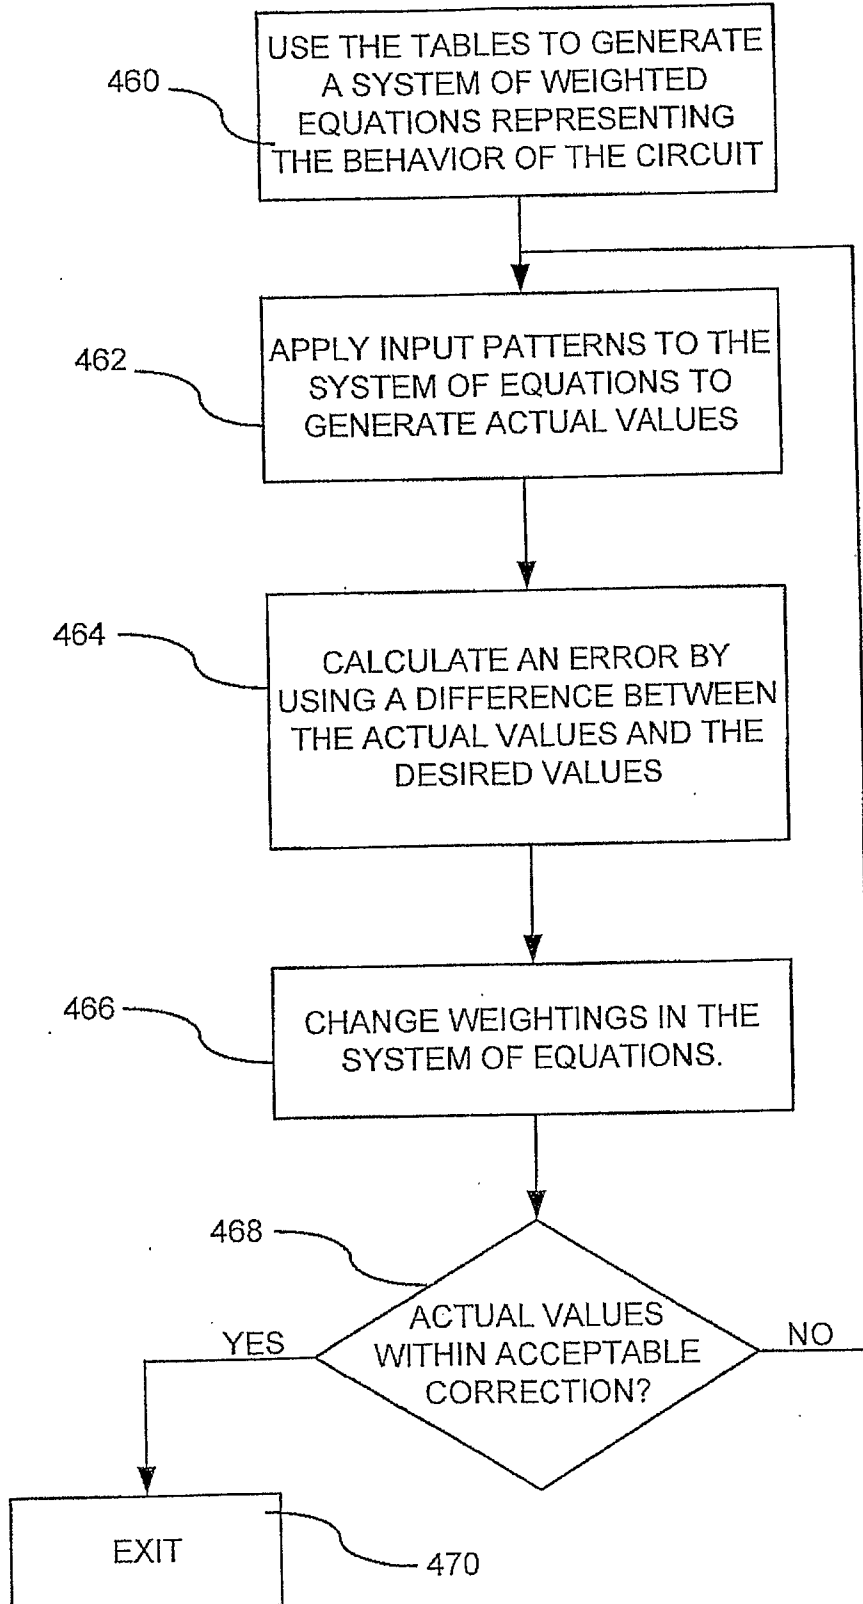 460
USE THE TABLES TO GENERATE
A SYSTEM OF WEIGHTED
EQUATIONS REPRESENTING
THE BEHAVIOR OF THE CIRCUIT
462
APPLY INPUT PATTERNS TO THE
SYSTEM OF EQUATIONS TO
GENERATE ACTUAL VALUES
464
CALCULATE AN ERROR BY
USING A DIFFERENCE BETWEEN
THE ACTUAL VALUES AND THE
DESIRED VALUES
466
CHANGE WEIGHTINGS IN THE
SYSTEM OF EQUATIONS.
468
ACTUAL VALUES
WITHIN ACCEPTABLE
CORRECTION?
YES
NO
EXIT
470